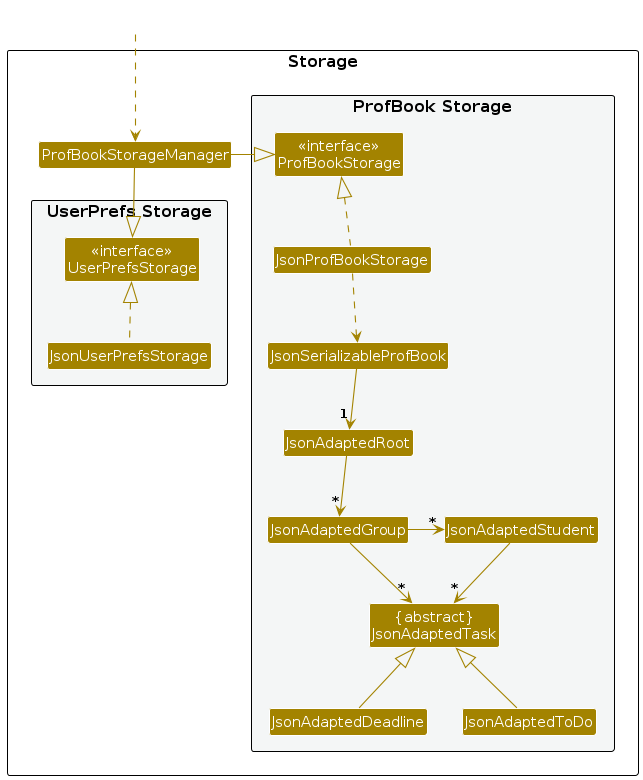 Storage
ProfBook Storage
ProfBookStorageManager
«interface»
ProfBookStorage
UserPrefs Storage
«interface»
UserPrefsStorage
JsonProfBookStorage
JsonUserPrefsStorage
JsonSerializableProfBook
1
JsonAdaptedRoot
*
JsonAdaptedGroup
*
JsonAdaptedStudent
*
*
{abstract}
JsonAdaptedTask
JsonAdaptedDeadline
JsonAdaptedToDo